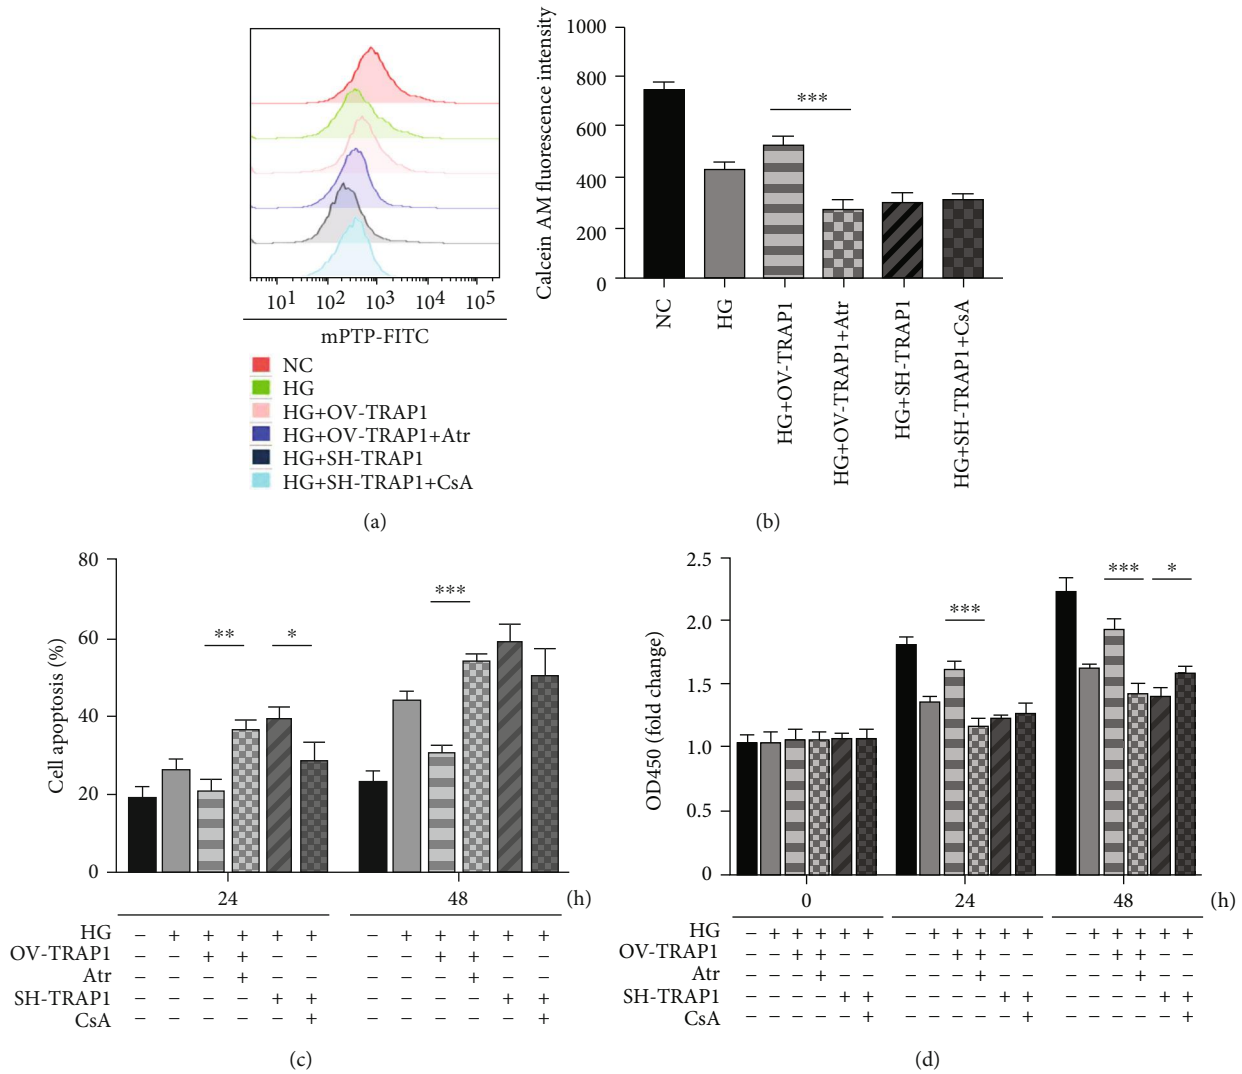 10¹ 10² 10³ 10⁴ 10⁵
mPTP-FITC
NC
HG
HG+OV-TRAP1
HG+OV-TRAP1+Atr
HG+SH-TRAP1
HG+SH-TRAP1+CsA
(a)
Calcein AM fluorescence intensity
1000
800
600
400
200
0
***
NC
HG
HG+OV-TRAP1
HG+OV-TRAP1+Atr
HG+SH-TRAP1
HG+SH-TRAP1+CsA
(b)
Cell apoptosis (%)
80
60
40
20
0
** * ***
24 48 (h)
HG − + + + + + − + + + + +
OV-TRAP1 − − + + − − − − + + − −
Atr − − − + − − − − − + − −
SH-TRAP1 − − − − + + − − − − + +
CsA − − − − − + − − − − − +
(c)
OD450 (fold change)
2.5
2.0
1.5
1.0
0.5
0
*** *** *
0 24 48 (h)
HG − + + + + + − + + + + + − + + + + +
OV-TRAP1 − − + + − − − − + + − − − − + + − −
Atr − − − + − − − − − + − − − − − + − −
SH-TRAP1 − − − − + + − − − − + + − − − − + +
CsA − − − − − + − − − − − + − − − − − +
(d)